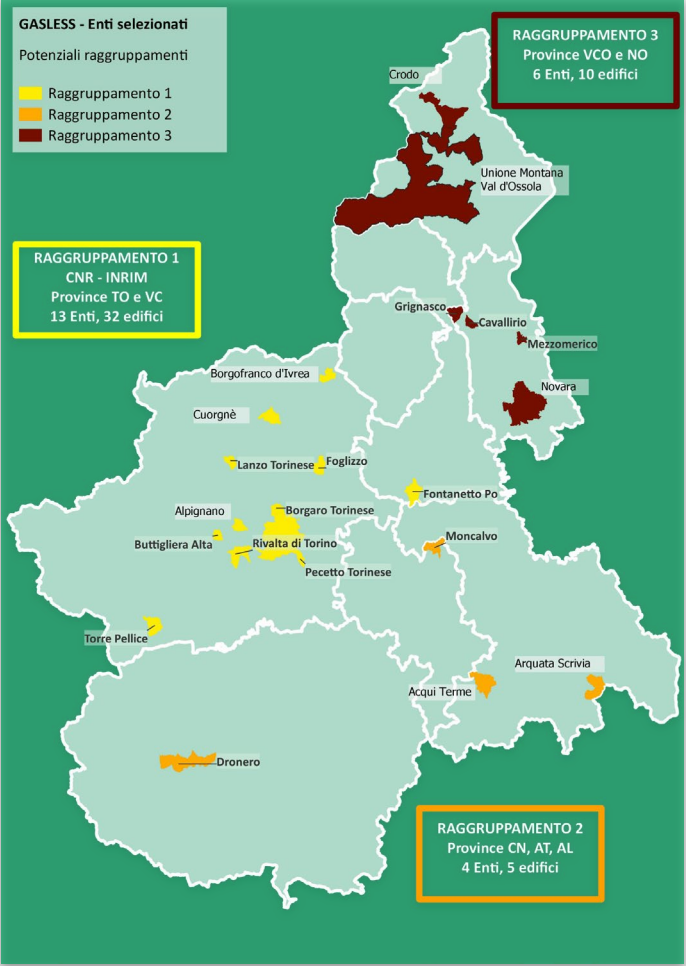 GASLESS - Enti selezionati
Potenziali raggruppamenti
Raggruppamento 1
Raggruppamento 2
Raggruppamento 3
RAGGRUPPAMENTO 3
Province VCO e NO
6 Enti, 10 edifici
Crodo
Unione Montana
Val d'Ossola
RAGGRUPPAMENTO 1
CNR - INRIM
Province TO e VC
13 Enti, 32 edifici
Grignasco
Cavallirio
Mezzomerico
Borgofranco d'Ivrea
Novara
Cuorgnè
Lanzo Torinese
Foglizzo
Fontanetto Po
Alpignano
Borgaro Torinese
Moncalvo
Buttigliera Alta
Rivalta di Torino
Pecetto Torinese
Torre Pellice
Arquata Scrivia
Acqui Terme
Dronero
RAGGRUPPAMENTO 2
Province CN, AT, AL
4 Enti, 5 edifici